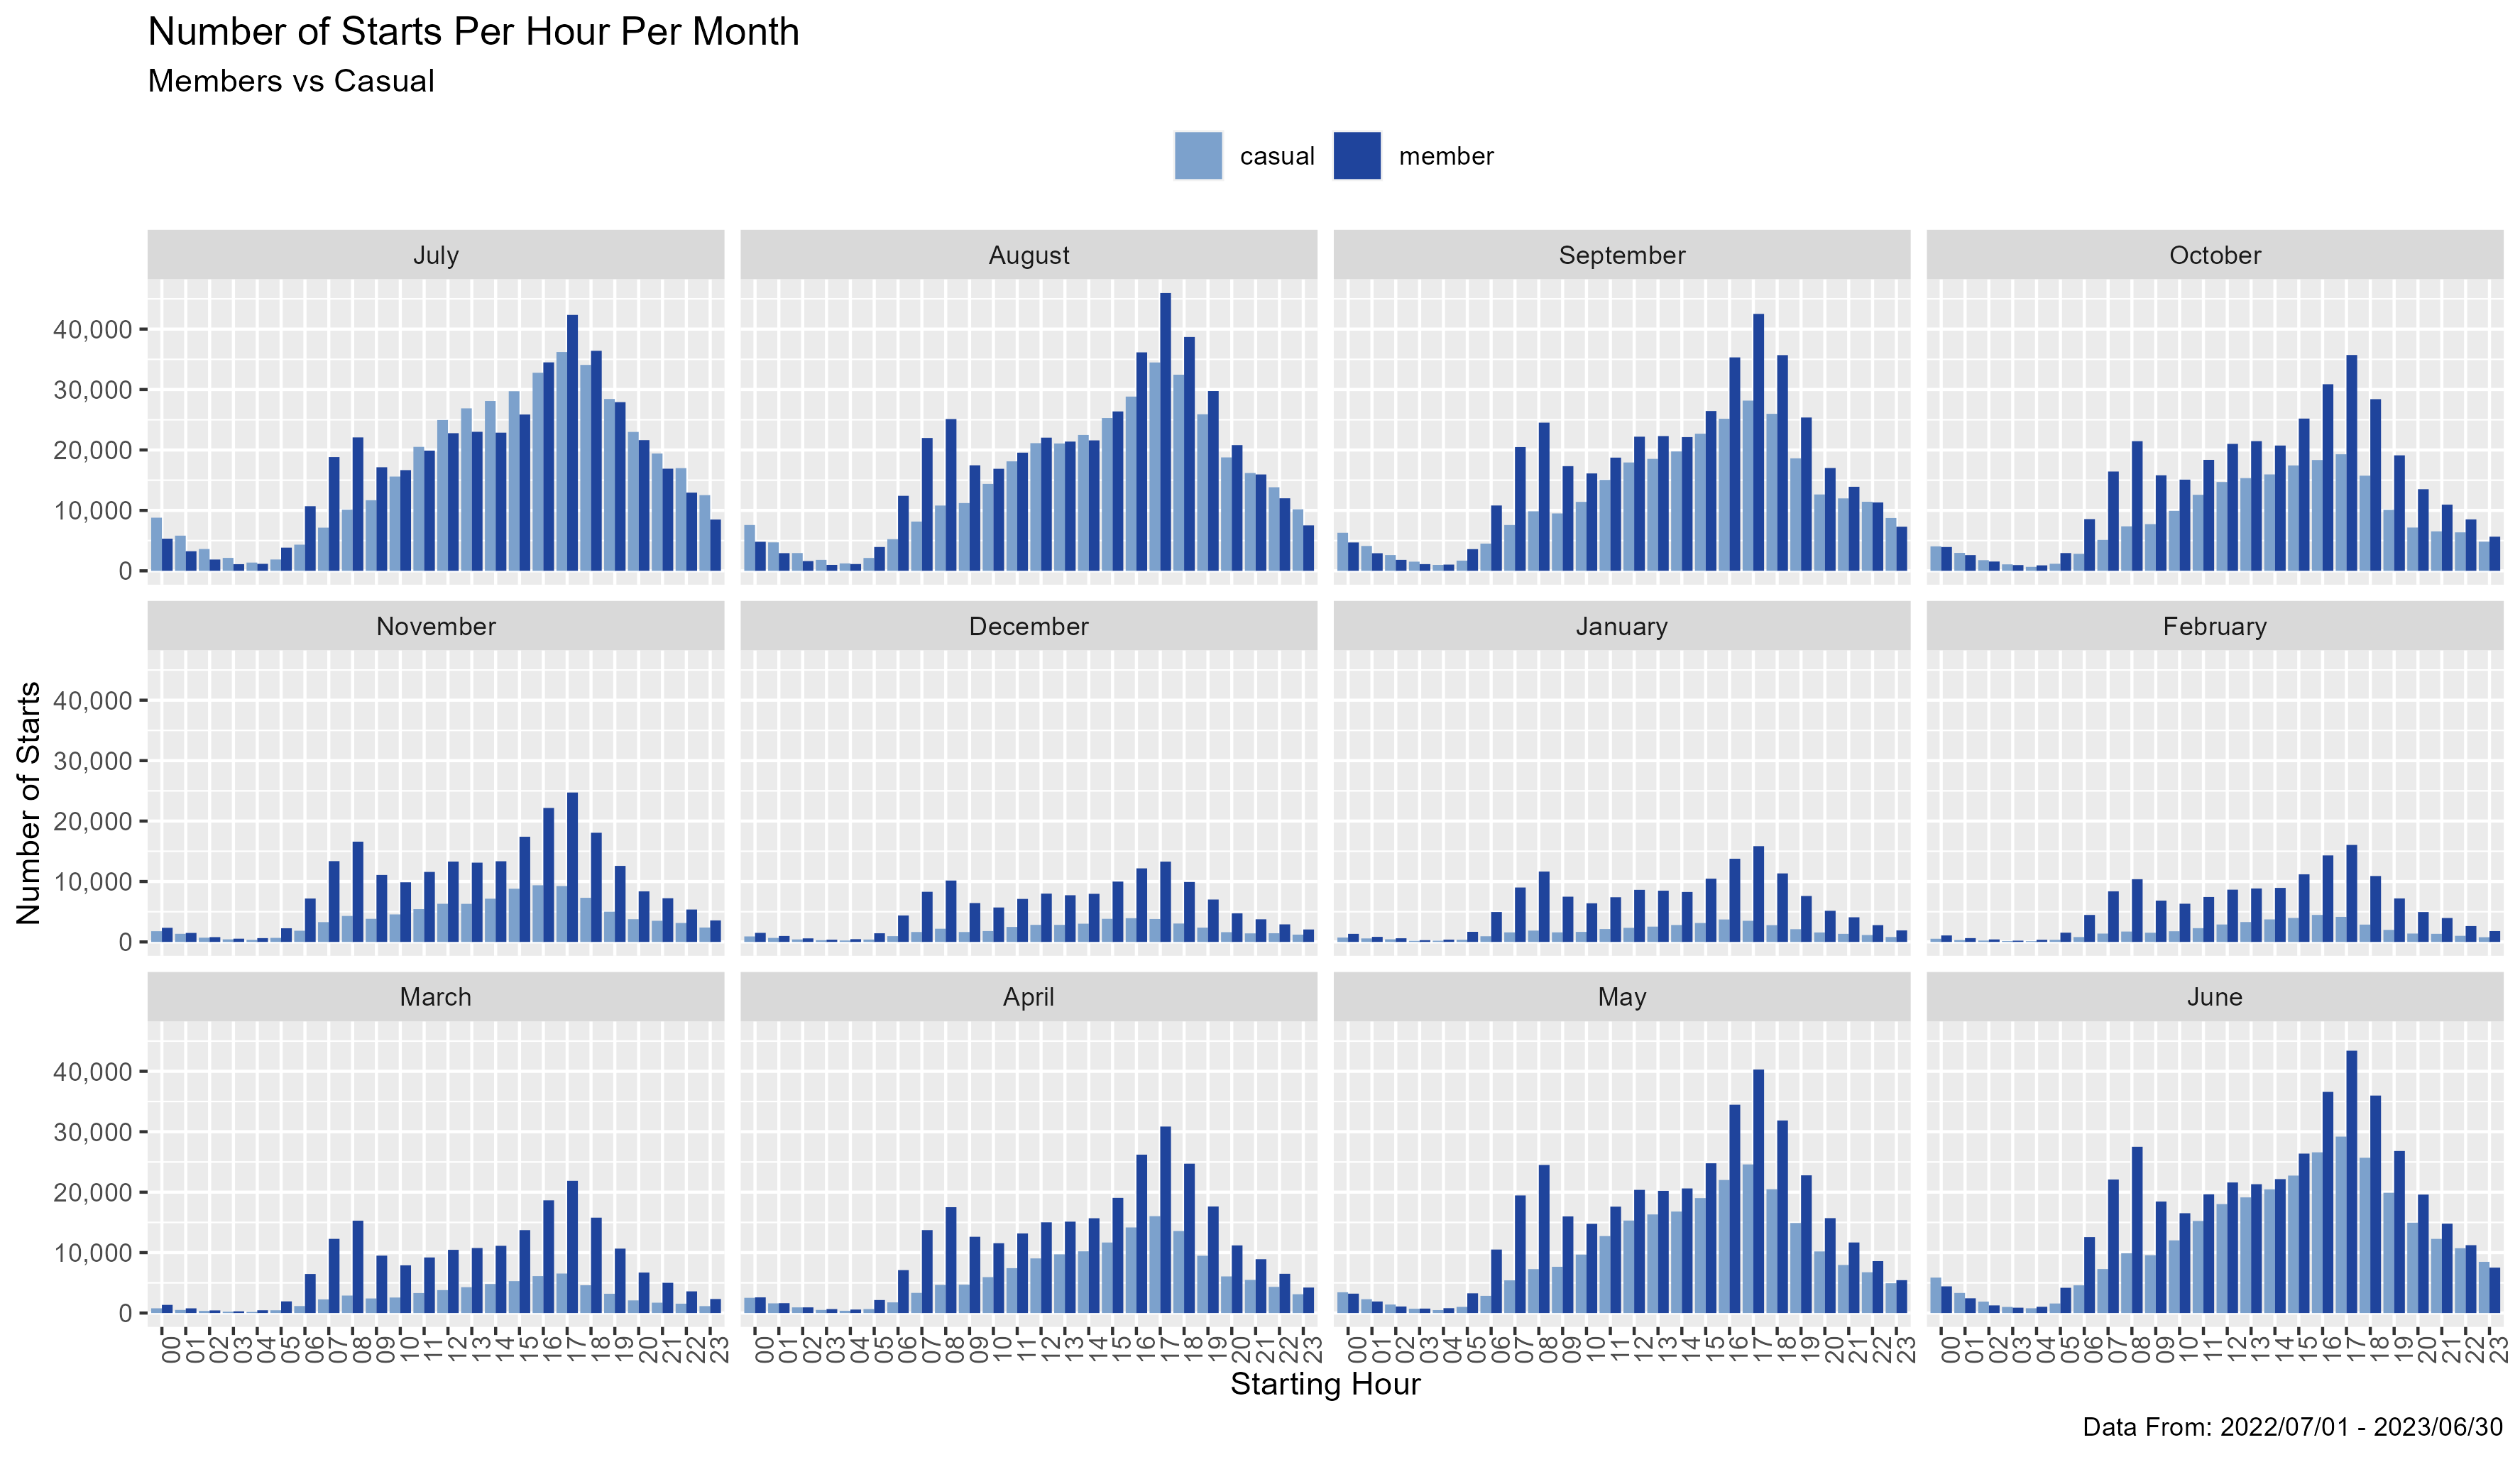 Number of Starts Per Hour Per Month
Members vs Casual
casual member
July August September October
40,000
30,000
20,000
10,000
0
November December January February
40,000
30,000
20,000
10,000
0
March April May June
40,000
30,000
20,000
10,000
0
Number of Starts
00 01 02 03 04 05 06 07 08 09 10 11 12 13 14 15 16 17 18 19 20 21 22 23 00 01 02 03 04 05 06 07 08 09 10 11 12 13 14 15 16 17 18 19 20 21 22 23 00 01 02 03 04 05 06 07 08 09 10 11 12 13 14 15 16 17 18 19 20 21 22 23 00 01 02 03 04 05 06 07 08 09 10 11 12 13 14 15 16 17 18 19 20 21 22 23
Starting Hour
Data From: 2022/07/01 - 2023/06/30